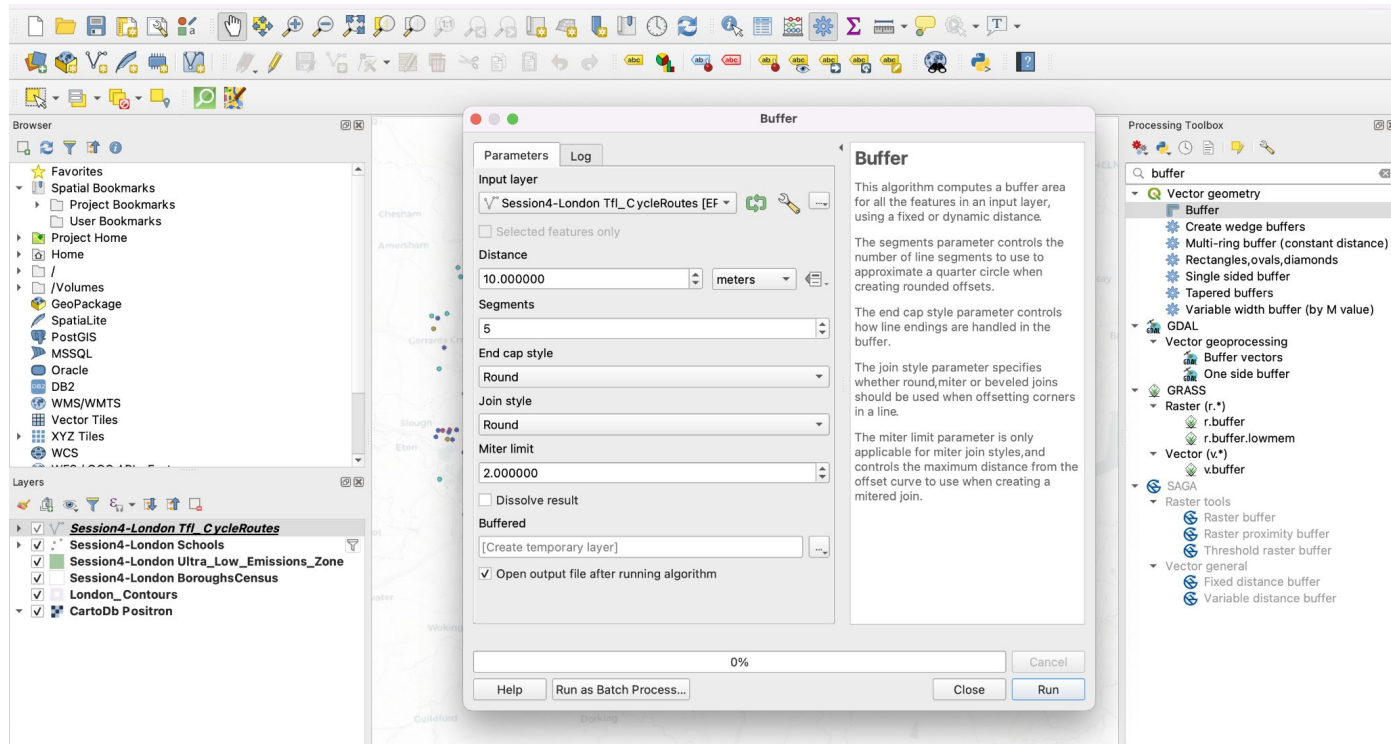 Browser
Favorites
Spatial Bookmarks
Project Bookmarks
User Bookmarks
Project Home
Home
/
/Volumes
GeoPackage
SpatiaLite
PostGIS
MSSQL
Oracle
DB2
WMS/WMTS
Vector Tiles
XYZ Tiles
WCS
Layers
Session4-London Tfl_CycleRoutes
Session4-London Schools
Session4-London Ultra_Low_Emissions_Zone
Session4-London BoroughsCensus
London_Contours
CartoDb Positron
Chesham
Amersham
Slough
Eton
Woking
Guildford
Dorking
Buffer
Parameters
Log
Input layer
Session4-London Tfl_CycleRoutes [EF
Selected features only
Distance
10.000000
meters
Segments
5
End cap style
Round
Join style
Round
Miter limit
2.000000
Dissolve result
Buffered
[Create temporary layer]
Open output file after running algorithm
Buffer
This algorithm computes a buffer area
for all the features in an input layer,
using a fixed or dynamic distance.
The segments parameter controls the
number of line segments to use to
approximate a quarter circle when
creating rounded offsets.
The end cap style parameter controls
how line endings are handled in the
buffer.
The join style parameter specifies
whether round,miter or beveled joins
should be used when offsetting corners
in a line.
The miter limit parameter is only
applicable for miter join styles,and
controls the maximum distance from the
offset curve to use when creating a
mitered join.
0%
Cancel
Help
Run as Batch Process...
Close
Run
Processing Toolbox
buffer
Vector geometry
Buffer
Create wedge buffers
Multi-ring buffer (constant distance)
Rectangles,ovals,diamonds
Single sided buffer
Tapered buffers
Variable width buffer (by M value)
GDAL
Vector geoprocessing
Buffer vectors
One side buffer
GRASS
Raster (r.*)
r.buffer
r.buffer.lowmem
Vector (v.*)
v.buffer
SAGA
Raster tools
Raster buffer
Raster proximity buffer
Threshold raster buffer
Vector general
Fixed distance buffer
Variable distance buffer